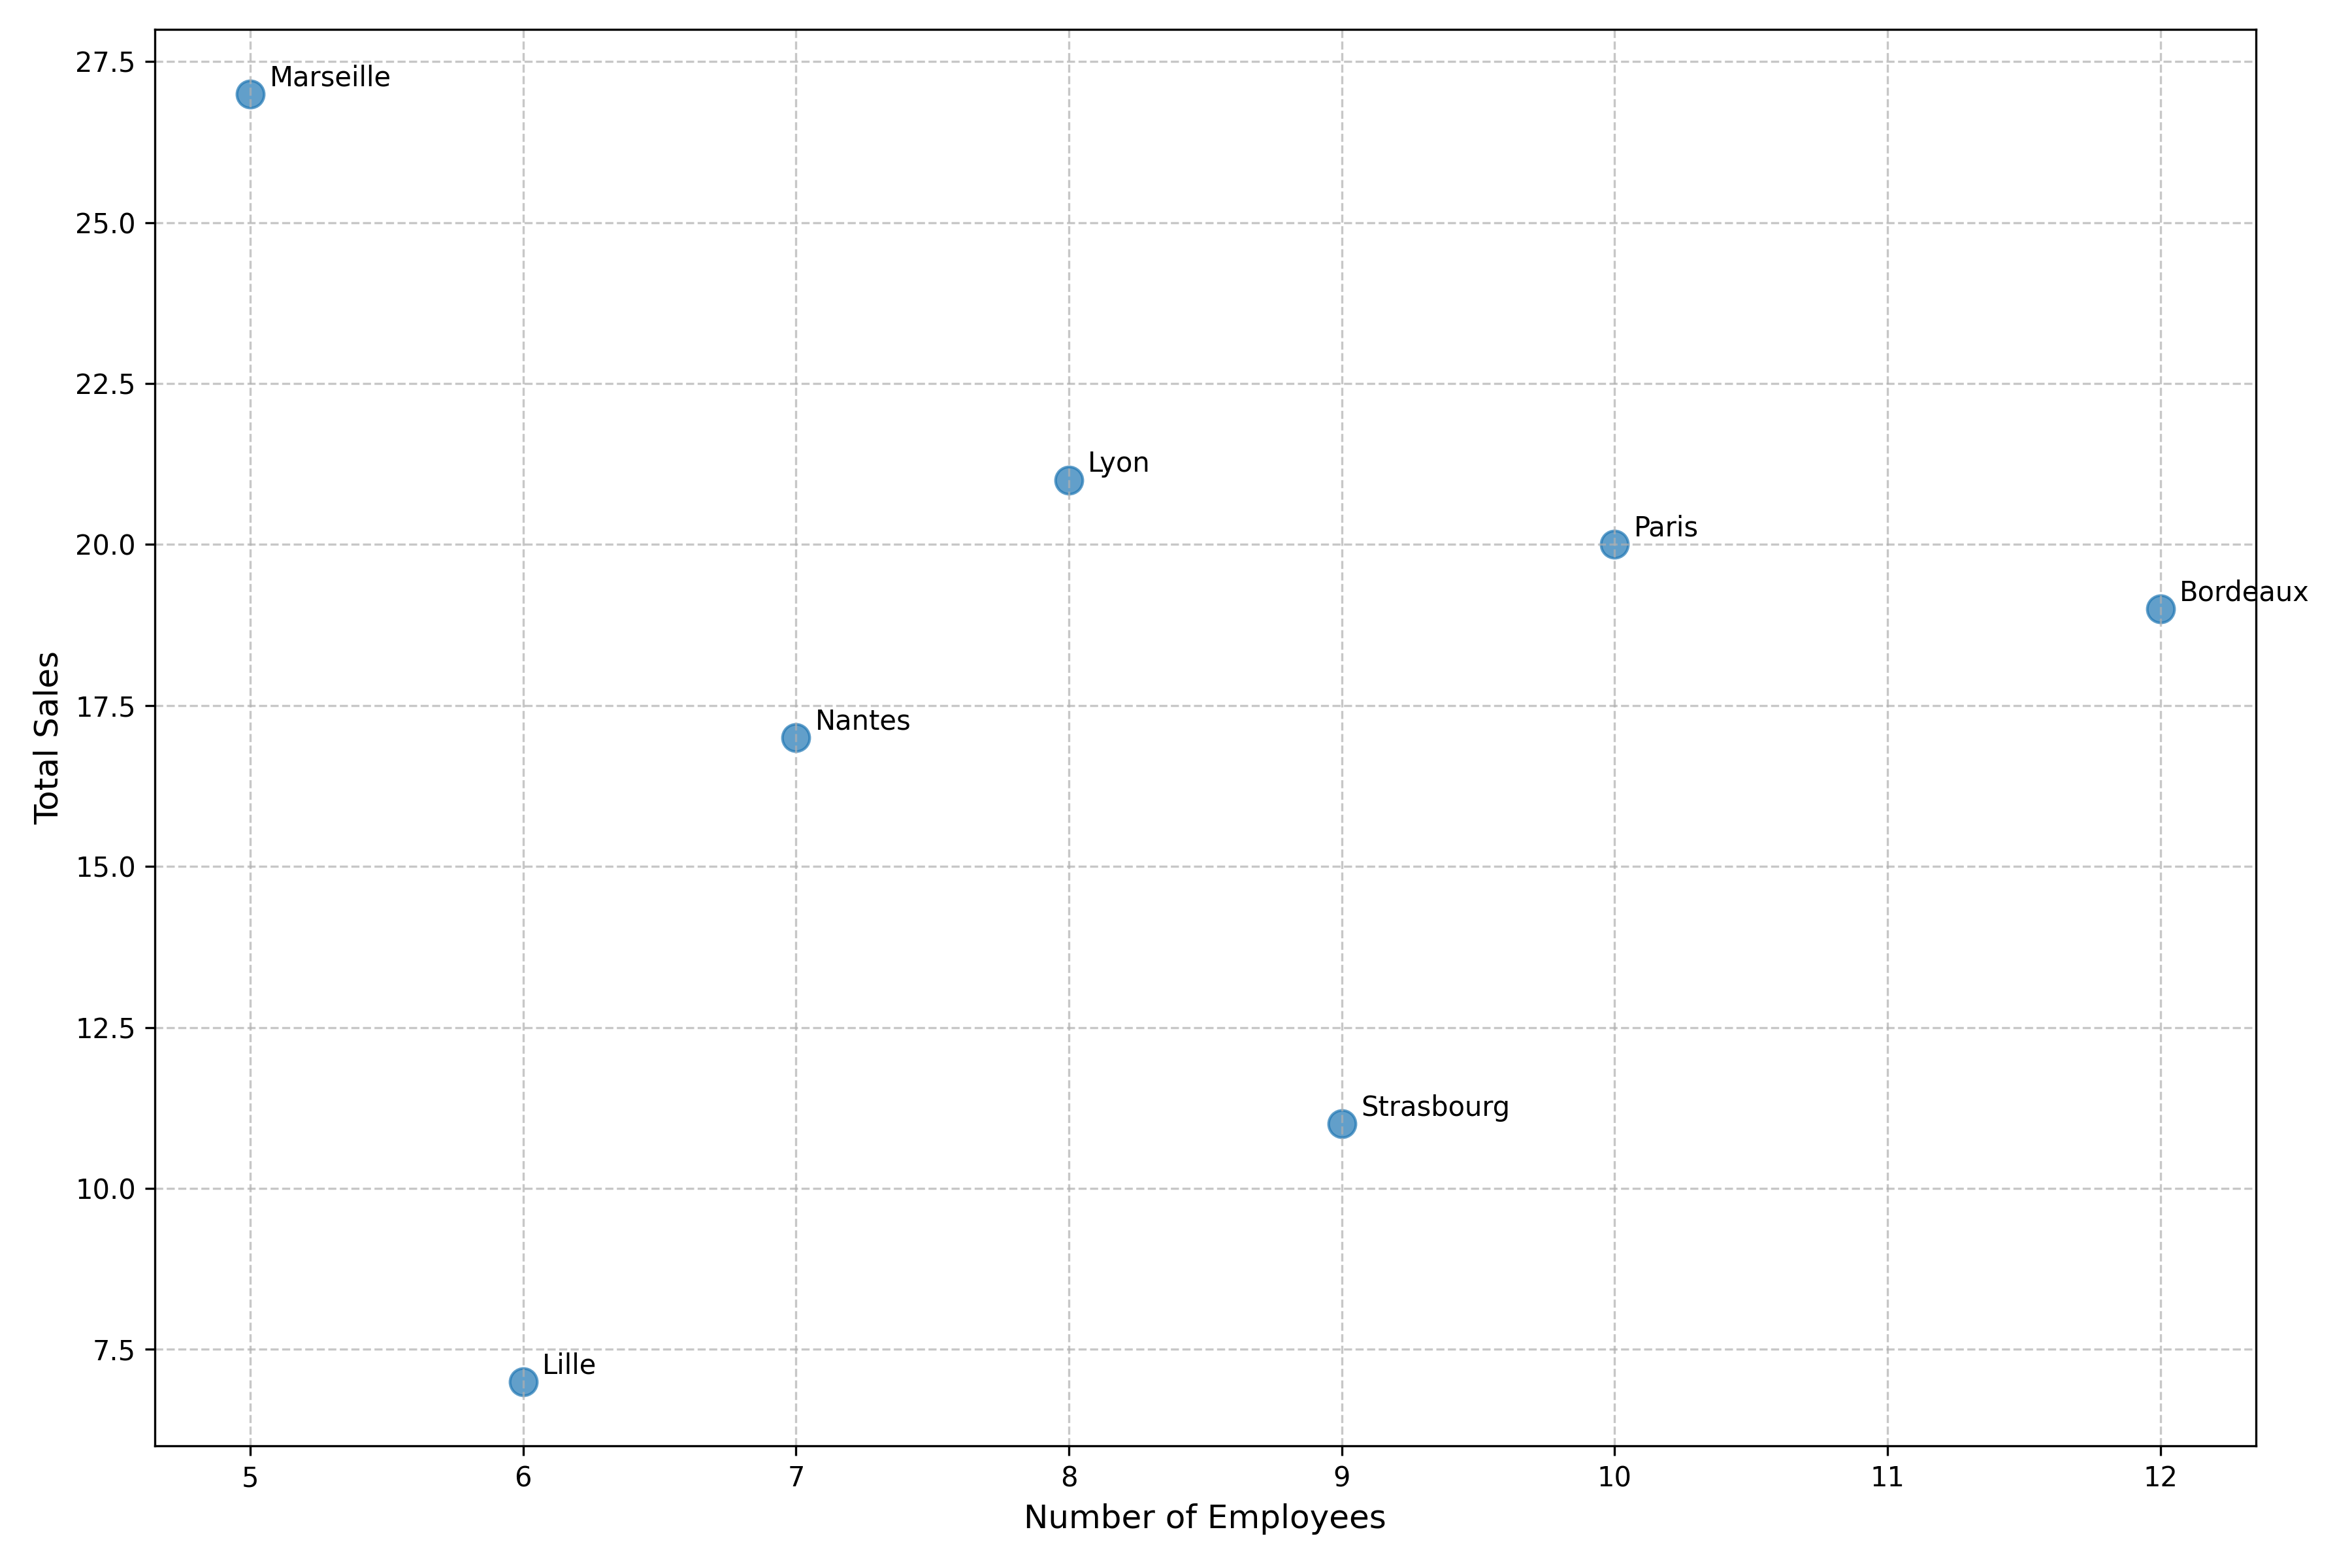 27.5
Marseille
25.0
22.5
Lyon
20.0
Paris
Bordeaux
Total Sales
17.5
Nantes
15.0
12.5
Strasbourg
10.0
7.5
Lille
5 6 7 8 9 10 11 12
Number of Employees